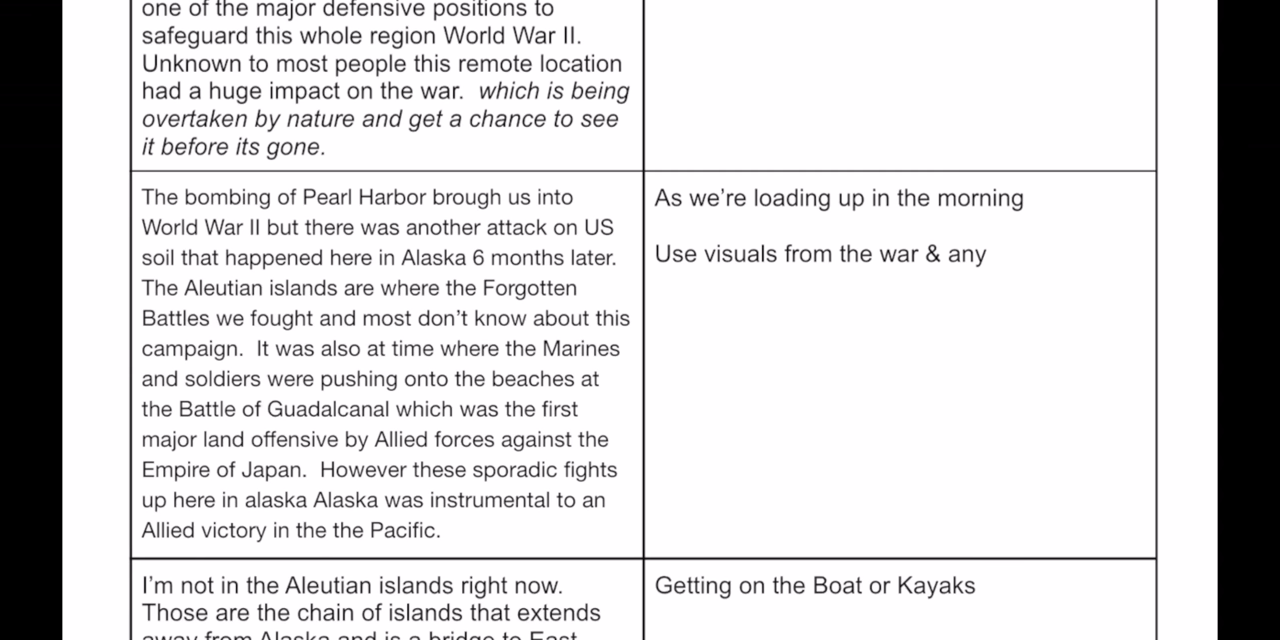 one of the major defensive positions to
safeguard this whole region World War II.
Unknown to most people this remote location
had a huge impact on the war.  which is being
overtaken by nature and get a chance to see
it before its gone.
The bombing of Pearl Harbor brough us into
World War II but there was another attack on US
soil that happened here in Alaska 6 months later.
The Aleutian islands are where the Forgotten
Battles we fought and most don’t know about this
campaign.  It was also at time where the Marines
and soldiers were pushing onto the beaches at
the Battle of Guadalcanal which was the first
major land offensive by Allied forces against the
Empire of Japan.  However these sporadic fights
up here in alaska Alaska was instrumental to an
Allied victory in the the Pacific.
As we’re loading up in the morning
Use visuals from the war & any
I’m not in the Aleutian islands right now.
Those are the chain of islands that extends
away from Alaska and is a bridge to East
Getting on the Boat or Kayaks